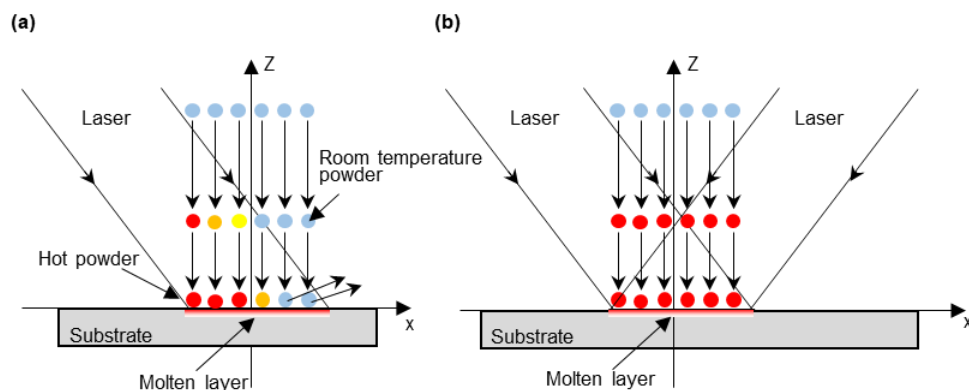 (a)
Z
Laser
Room temperature
powder
Hot powder
x
Substrate
Molten layer
(b)
Z
Laser
Laser
x
Substrate
Molten layer